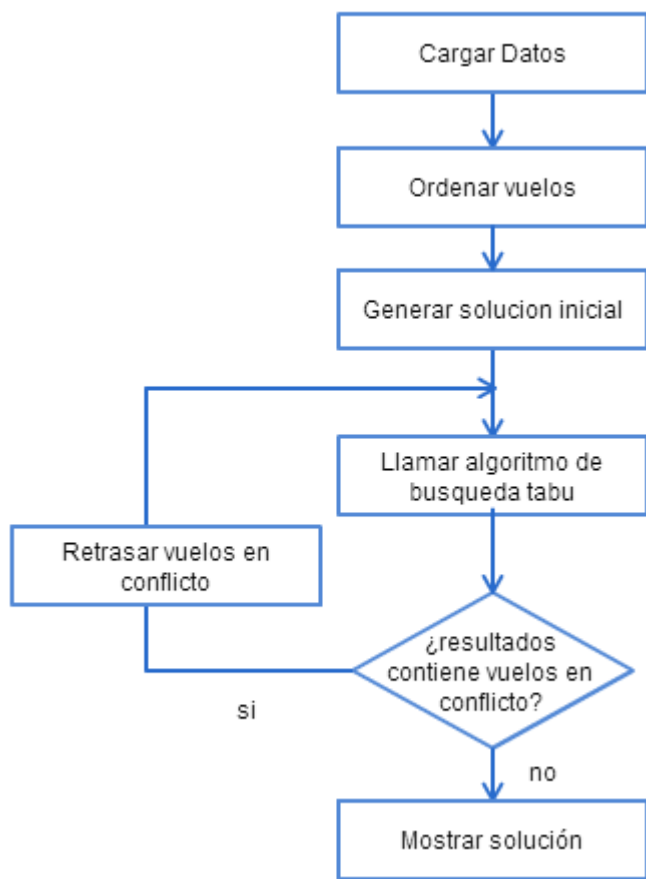 Cargar Datos
Ordenar vuelos
Generar solucion inicial
Llamar algoritmo de
busqueda tabu
Retrasar vuelos en
conflicto
¿resultados
contiene vuelos en
conflicto?
si
no
Mostrar solución